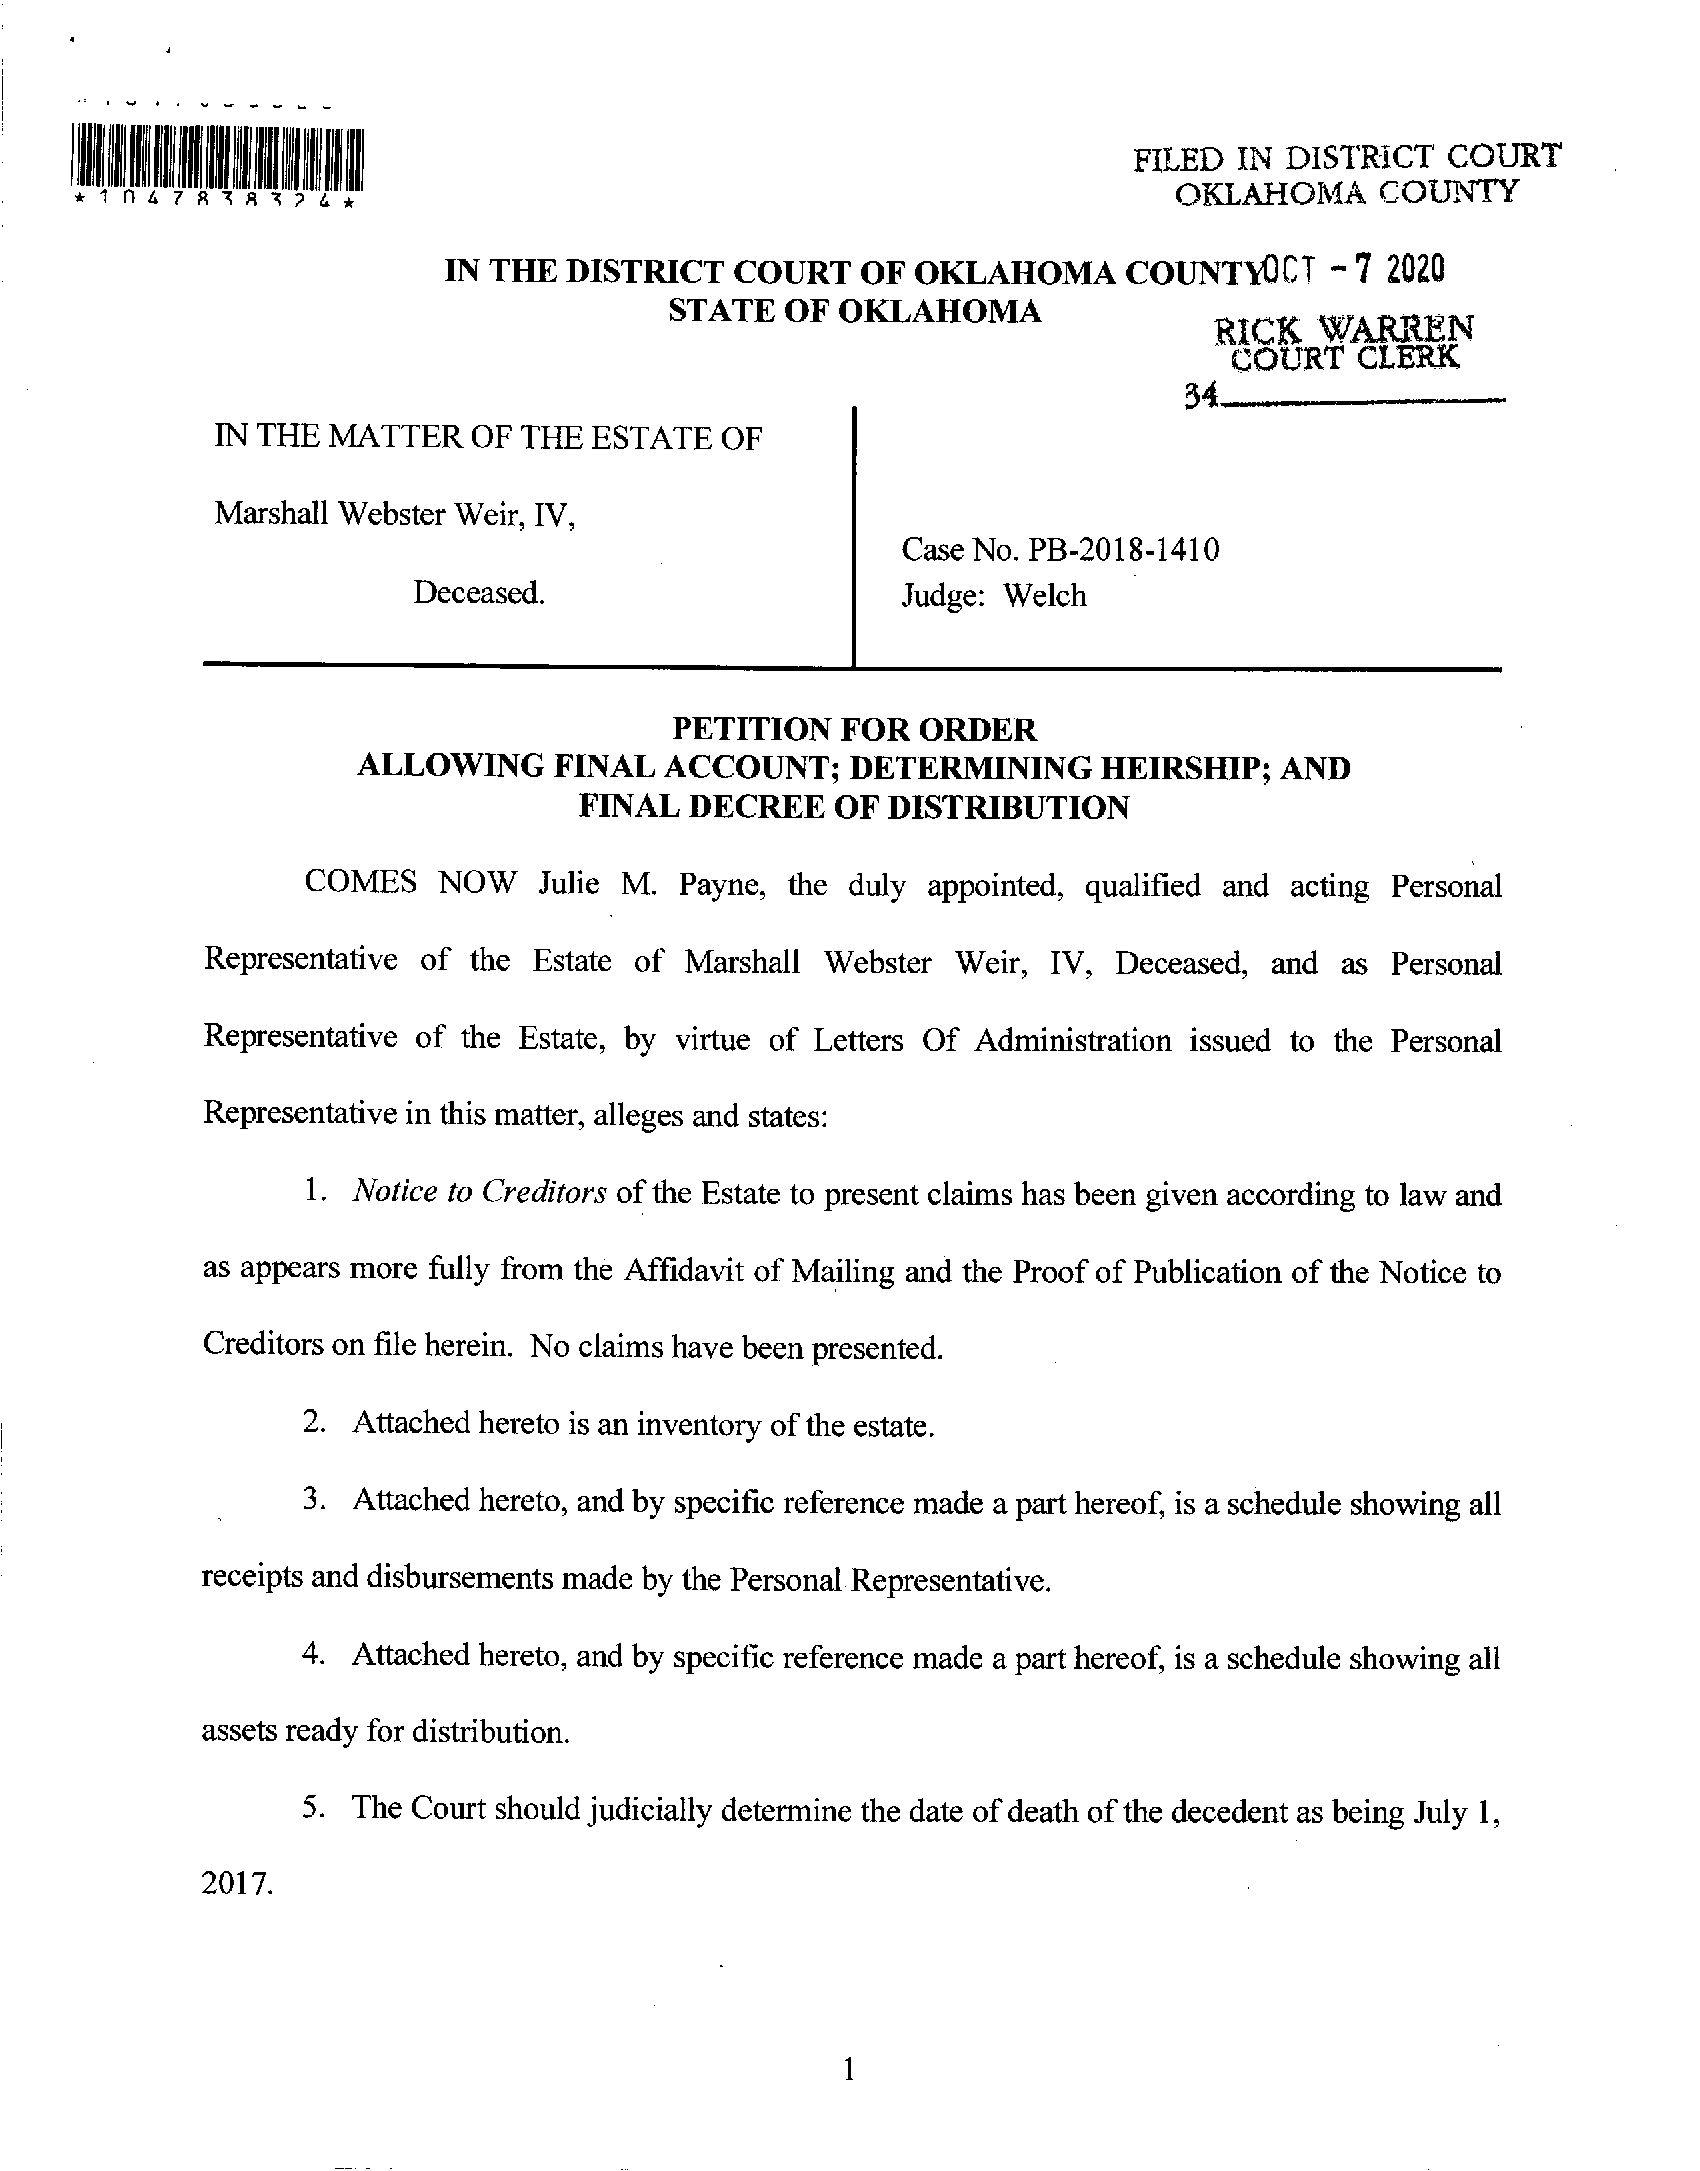 *1047838324*
FILED IN DISTRICT COURT
OKLAHOMA COUNTY
IN THE DISTRICT COURT OF OKLAHOMA COUNTY OCT - 7 2020
STATE OF OKLAHOMA
RICK WARREN
COURT CLERK
34
IN THE MATTER OF THE ESTATE OF
Marshall Webster Weir, IV,
Deceased.
Case No. PB-2018-1410
Judge: Welch
PETITION FOR ORDER
ALLOWING FINAL ACCOUNT; DETERMINING HEIRSHIP; AND
FINAL DECREE OF DISTRIBUTION
COMES NOW Julie M. Payne, the duly appointed, qualified and acting Personal
Representative of the Estate of Marshall Webster Weir, IV, Deceased, and as Personal
Representative of the Estate, by virtue of Letters Of Administration issued to the Personal
Representative in this matter, alleges and states:
1. Notice to Creditors of the Estate to present claims has been given according to law and
as appears more fully from the Affidavit of Mailing and the Proof of Publication of the Notice to
Creditors on file herein. No claims have been presented.
2. Attached hereto is an inventory of the estate.
3. Attached hereto, and by specific reference made a part hereof, is a schedule showing all
receipts and disbursements made by the Personal Representative.
4. Attached hereto, and by specific reference made a part hereof, is a schedule showing all
assets ready for distribution.
5. The Court should judicially determine the date of death of the decedent as being July 1,
2017.
1